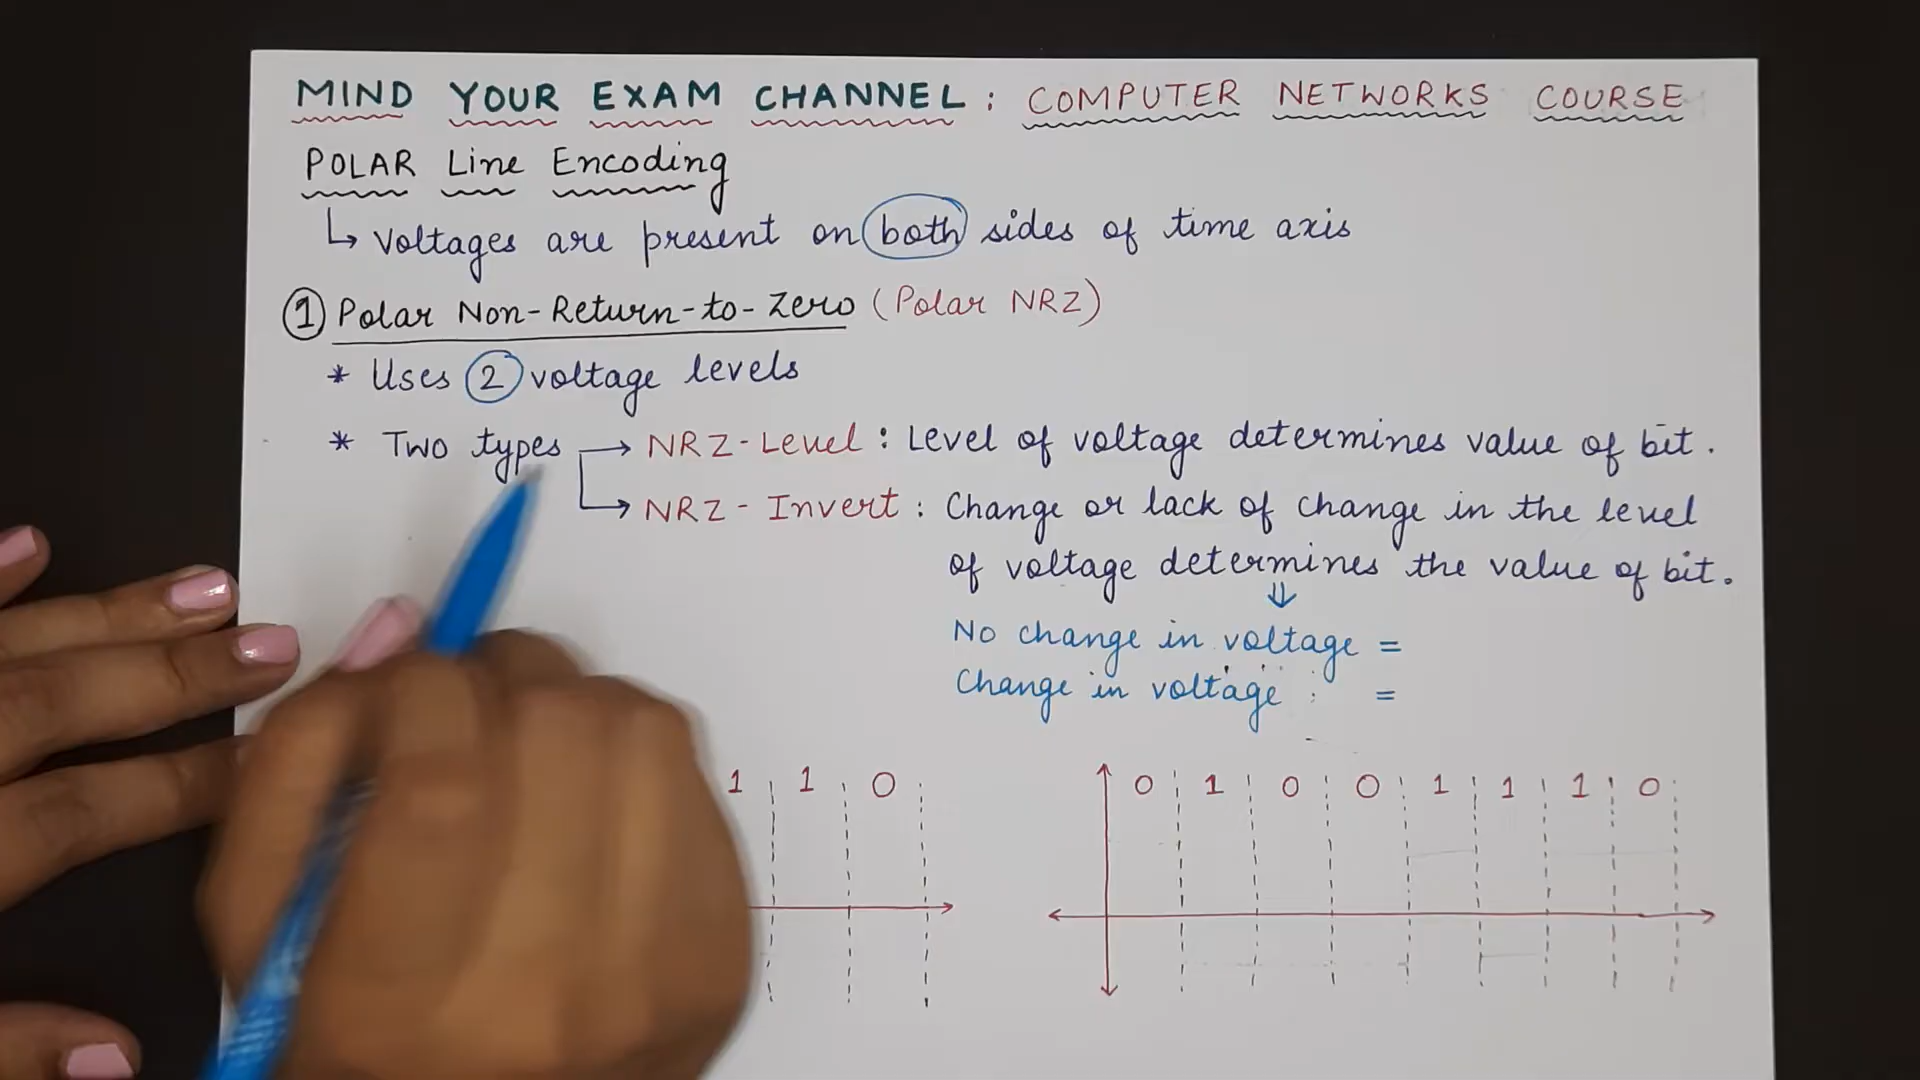 MIND YOUR EXAM CHANNEL : COMPUTER NETWORKS COURSE
POLAR Line Encoding
↳ Voltages are present on both sides of time axis
① Polar Non-Return-to-Zero (Polar NRZ)
* Uses 2 voltage levels
* Two types → NRZ-Level : Level of voltage determines value of bit.
→ NRZ-Invert : Change or lack of change in the level
of voltage determines the value of bit.
⇓
No change in voltage =
Change in voltage =
1 1 0
0 1 0 0 1 1 1 0